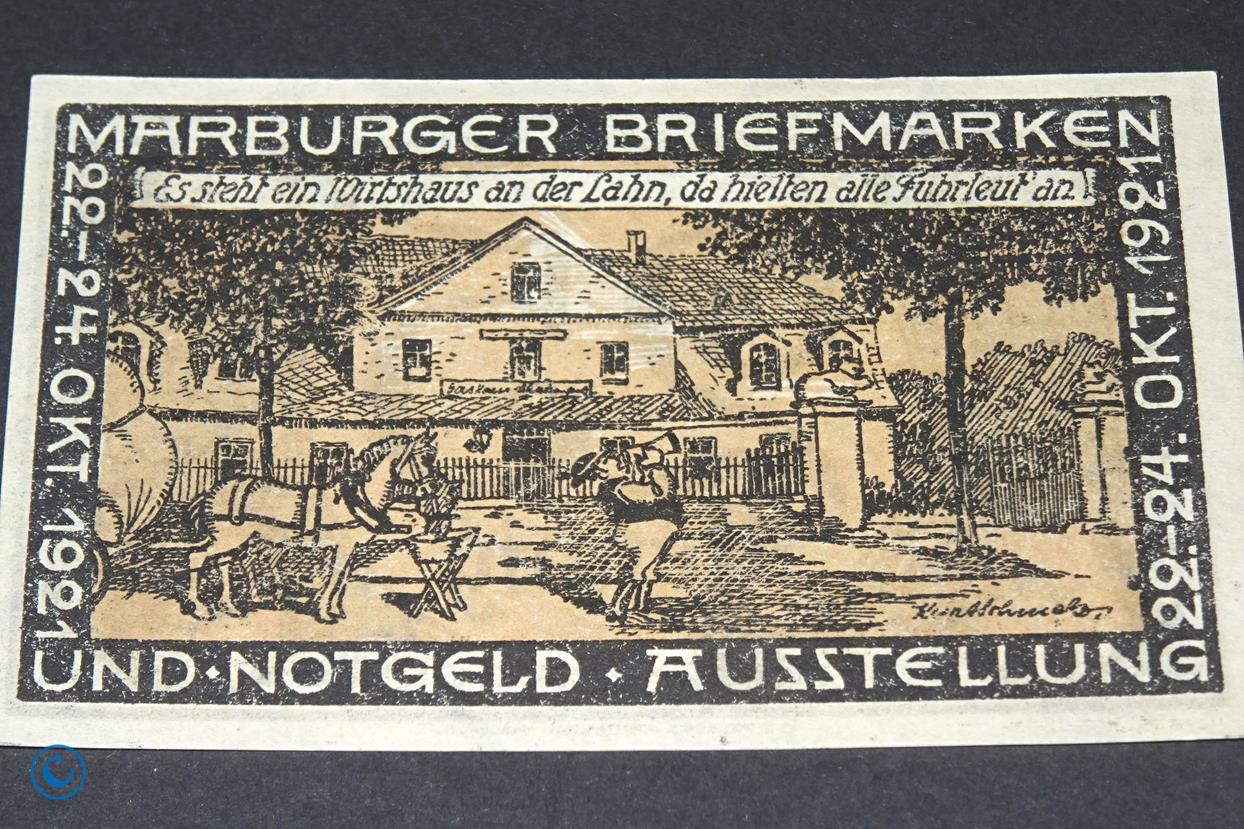 MARBURGER BRIEFMARKEN
Es steht ein Wirtshaus an der Lahn, da hielten alle Fuhrleut' an.
22.–24. OKT. 1921
22.–24. OKT. 1921
UND · NOTGELD · AUSSTELLUNG